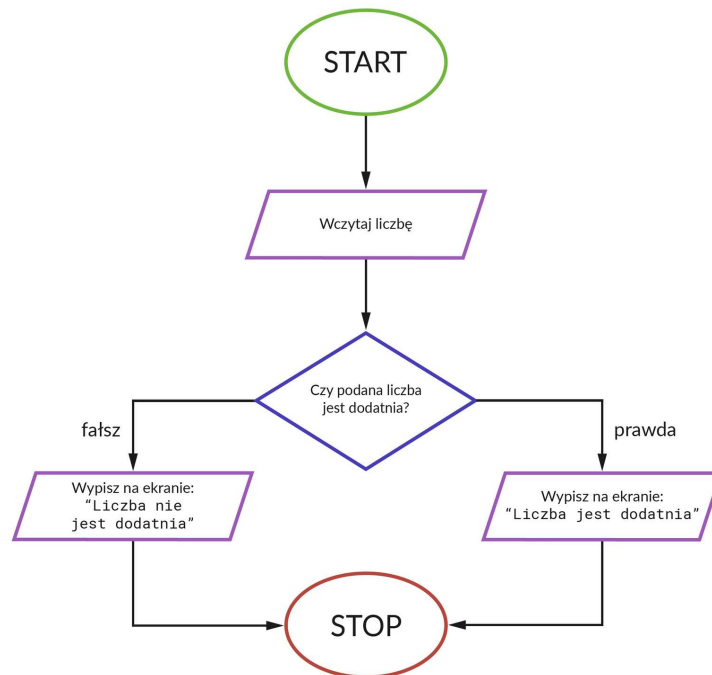 START
Wczytaj liczbę
Czy podana liczba
jest dodatnia?
fałsz
prawda
Wypisz na ekranie:
“Liczba nie
jest dodatnia”
Wypisz na ekranie:
“Liczba jest dodatnia”
STOP